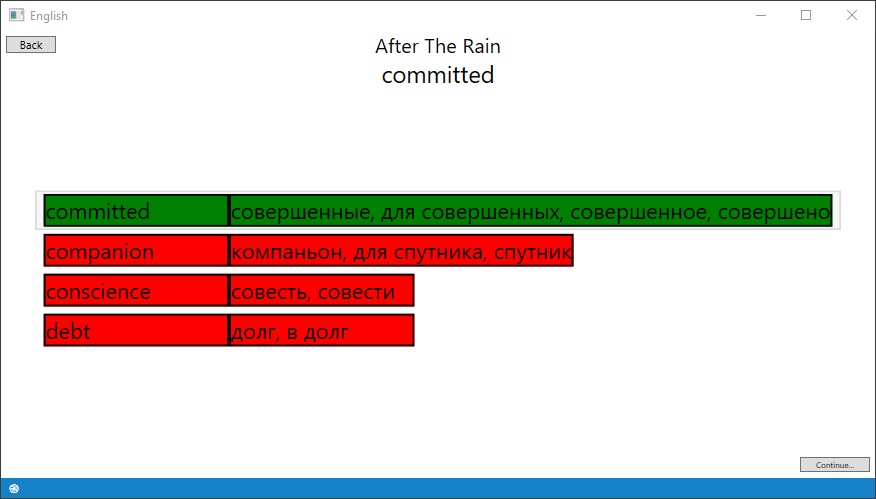 English
Back
After The Rain
committed
committed совершенные, для совершенных, совершенное, совершено
companion компаньон, для спутника, спутник
conscience совесть, совести
debt долг, в долг
Continue...